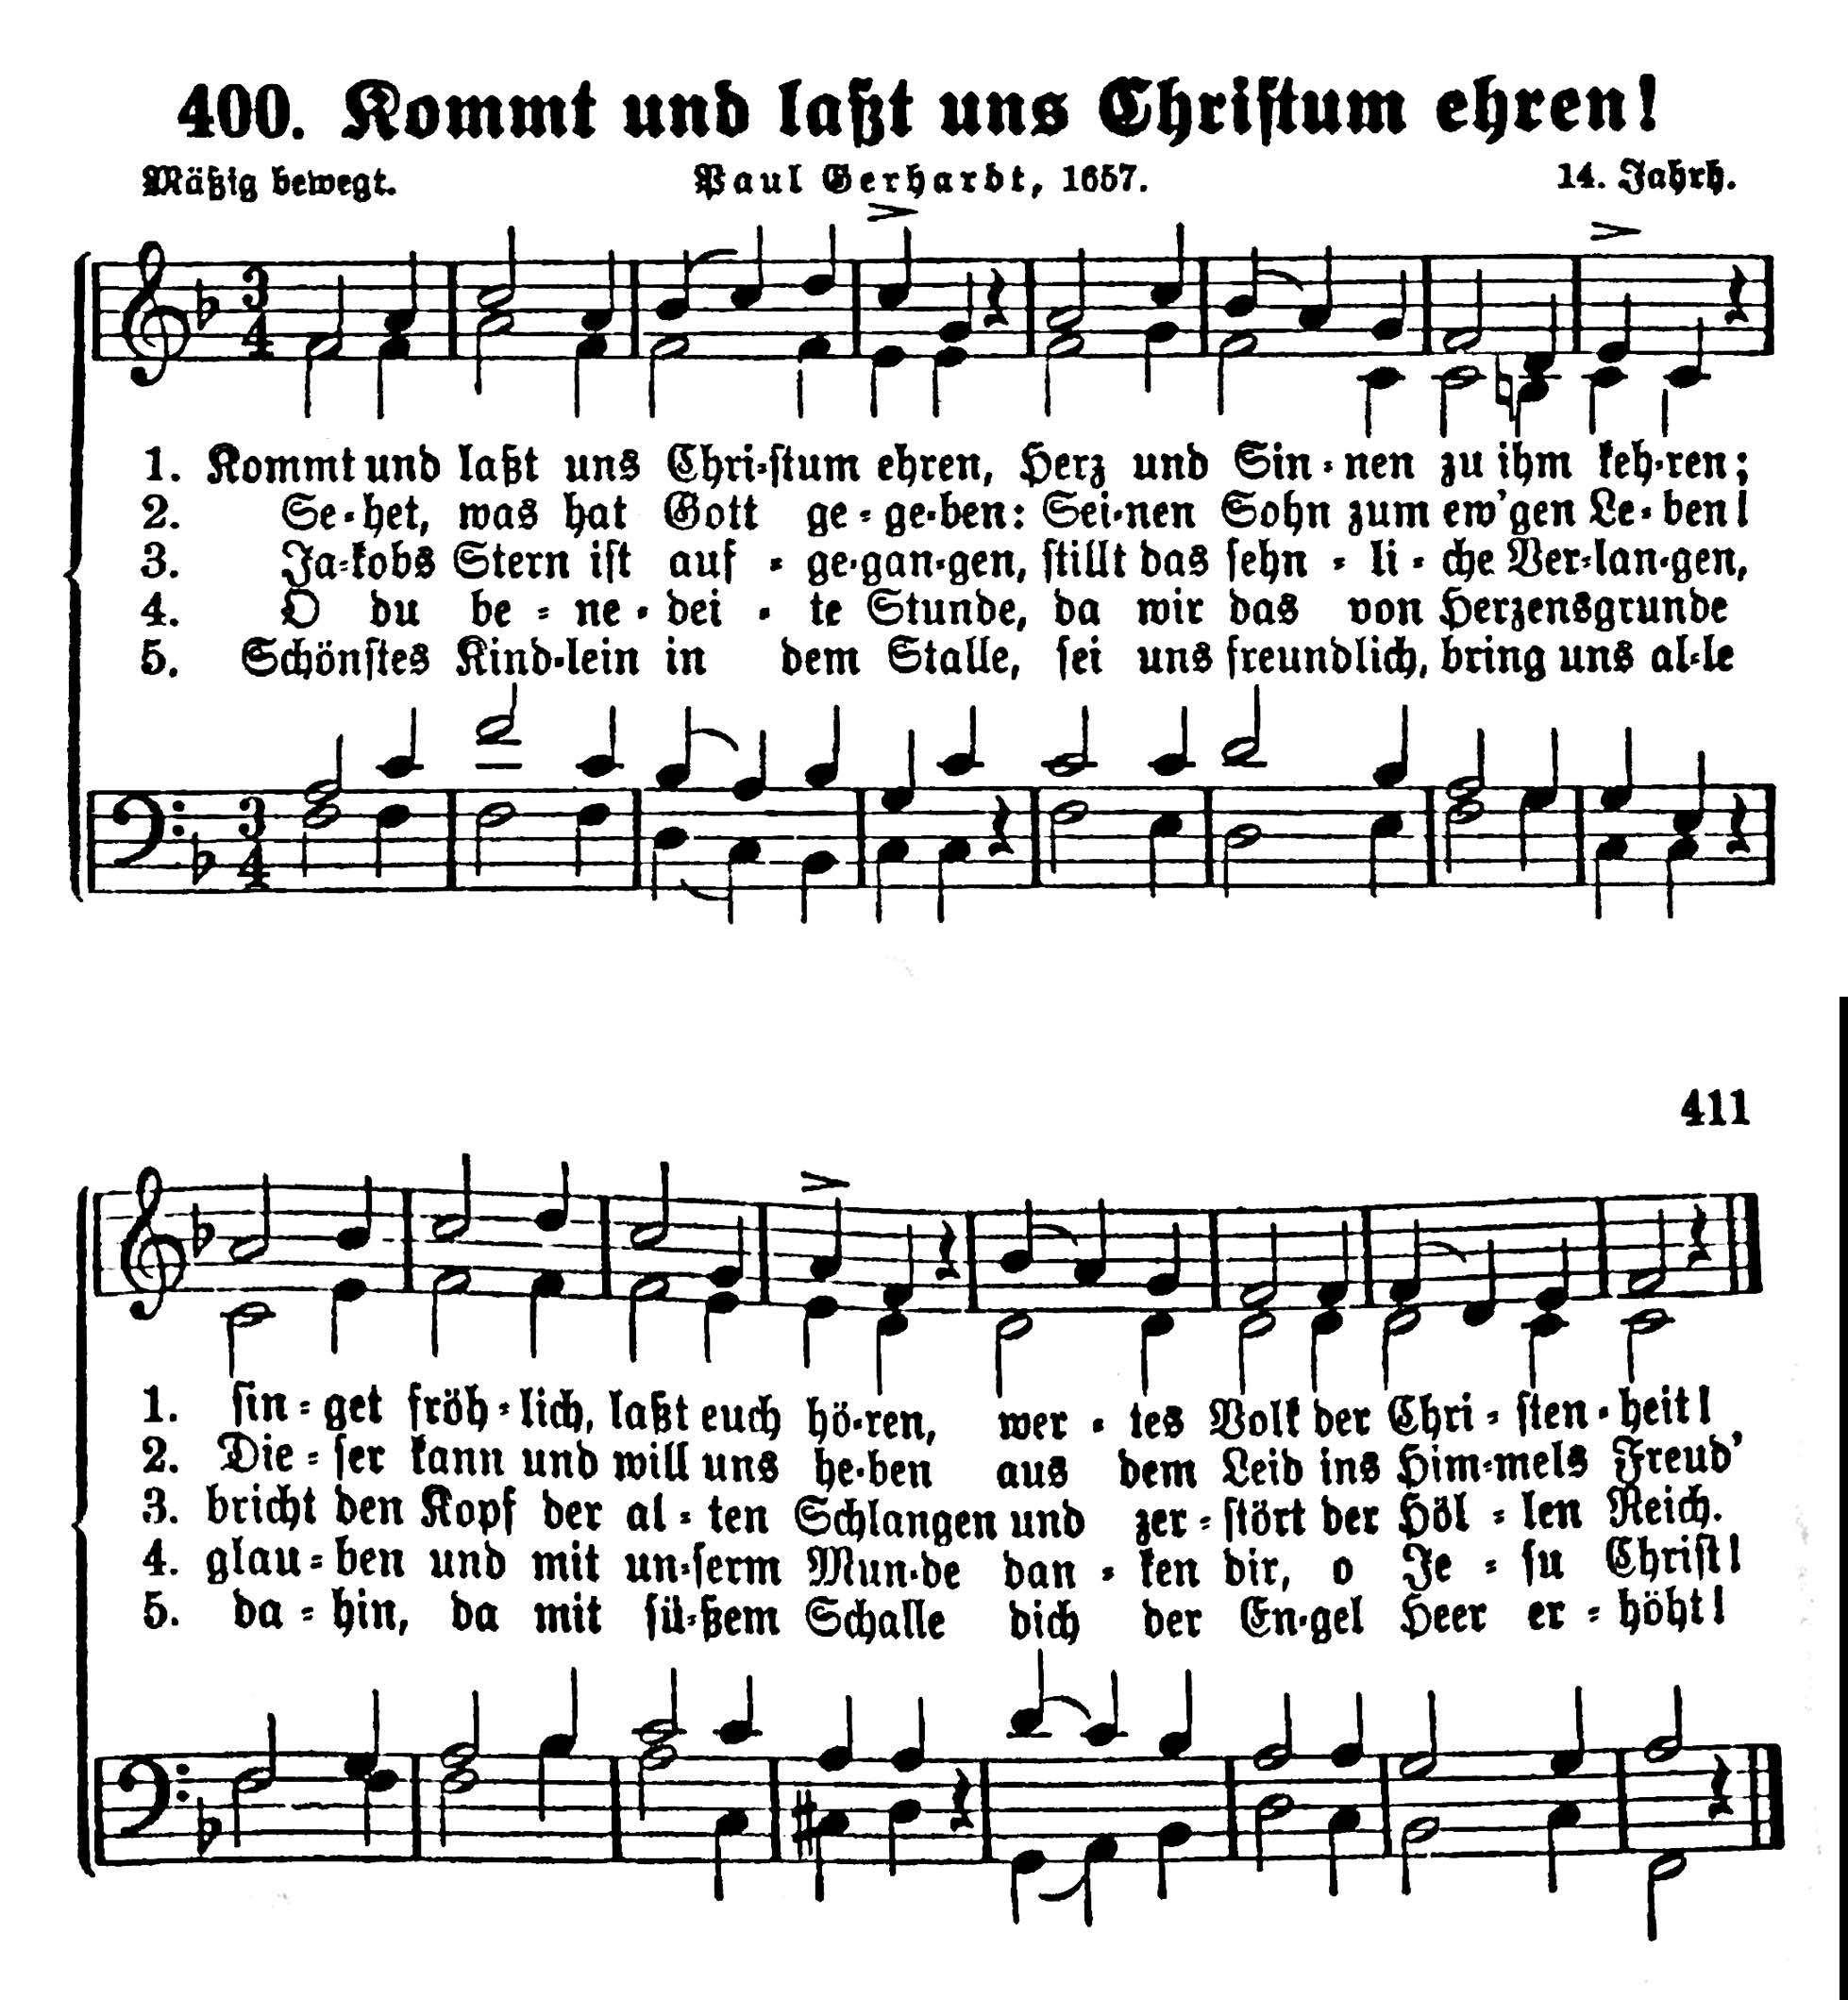 400. Kommt und laßt uns Christum ehren!
Mäßig bewegt. Paul Gerhardt, 1657. 14. Jahrh.
1. Kommt und laßt uns Chri-stum ehren, Herz und Sin-nen zu ihm keh-ren;
2. Se-het, was hat Gott ge-ge-ben: Sei-nen Sohn zum ew'gen Le-ben!
3. Ja-kobs Stern ist auf-ge-gan-gen, stillt das sehn-li-che Ver-lan-gen,
4. O du be-ne-dei-te Stunde, da wir das von Herzensgrunde
5. Schönstes Kind-lein in dem Stalle, sei uns freundlich, bring uns al-le
411
1. sin-get fröh-lich, laßt euch hö-ren, wer-tes Volk der Chri-sten-heit!
2. Die-ser kann und will uns he-ben aus dem Leid ins Him-mels Freud'
3. bricht den Kopf der al-ten Schlangen und zer-stört der Höl-len Reich.
4. glau-ben und mit un-serm Mun-de dan-ken dir, o Je-su Christ!
5. da-hin, da mit sü-ßem Schalle dich der En-gel Heer er-höht!